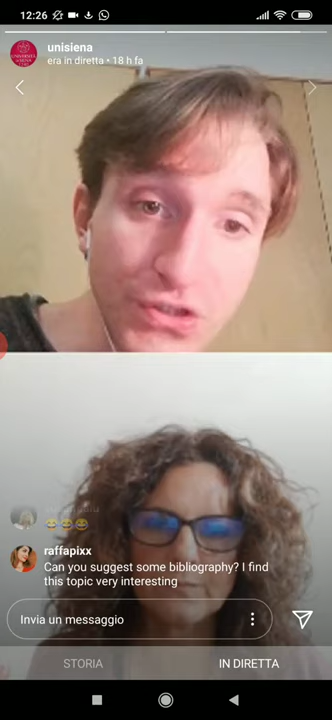 12:26
unisiena
era in diretta • 18 h fa
raffapixx
Can you suggest some bibliography? I find
this topic very interesting
Invia un messaggio
STORIA
IN DIRETTA